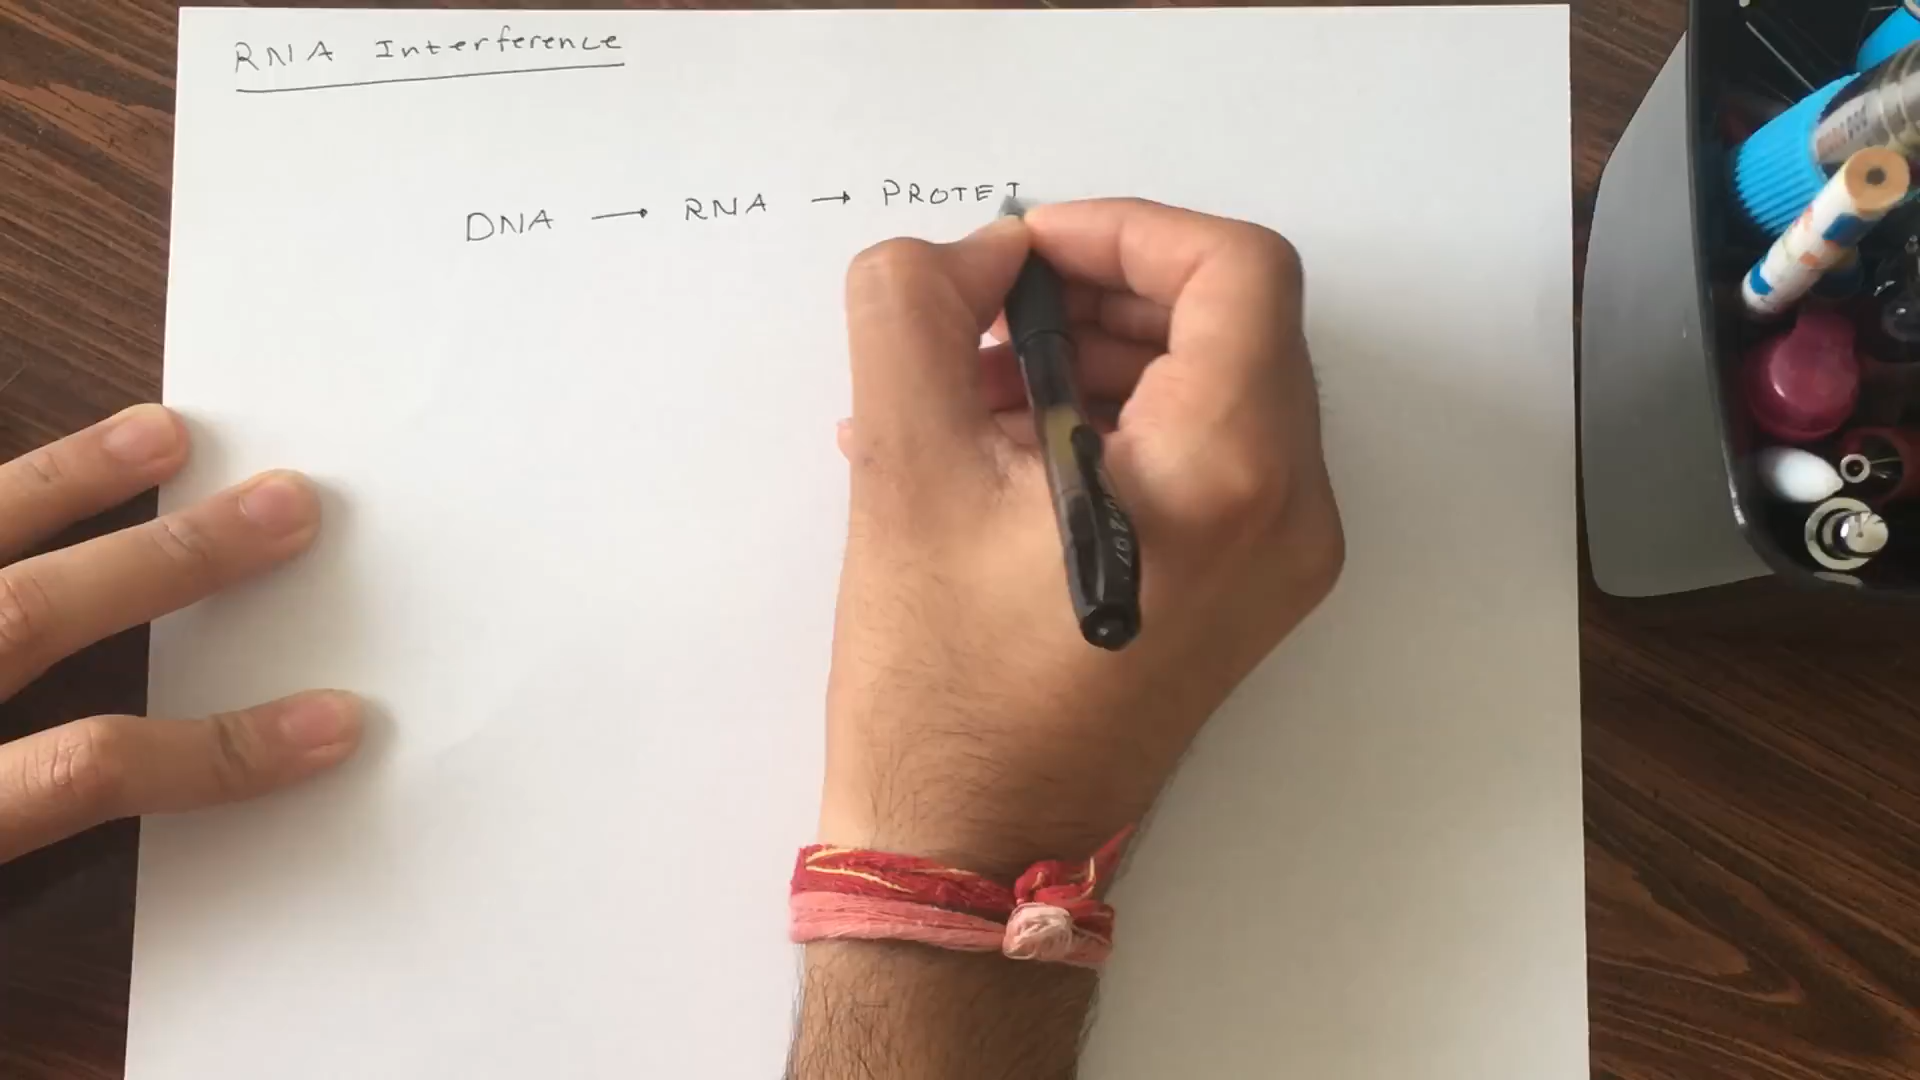 RNA Interference
DNA → RNA → PROTEI